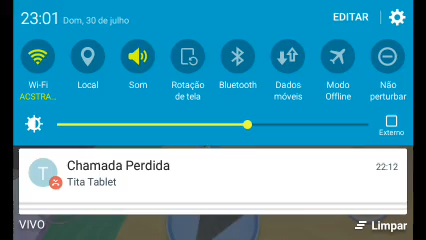 23:01 Dom, 30 de julho
EDITAR
Wi-Fi
ACSTRA...
Local
Som
Rotação
de tela
Bluetooth
Dados
móveis
Modo
Offline
Não
perturbar
Externo
T
Chamada Perdida
22:12
Tita Tablet
VIVO
Limpar